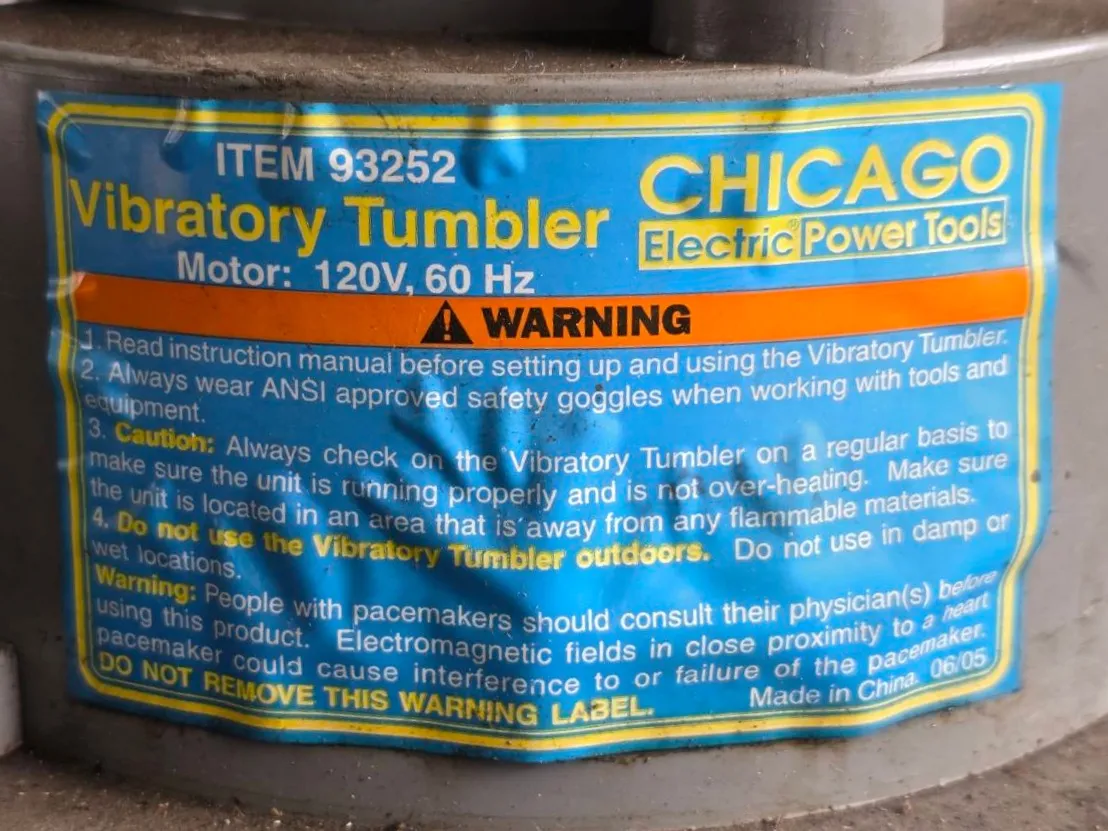 ITEM 93252
Vibratory Tumbler
Motor: 120V, 60 Hz
CHICAGO
Electric® Power Tools
WARNING
1. Read instruction manual before setting up and using the Vibratory Tumbler.
2. Always wear ANSI approved safety goggles when working with tools and
equipment.
3. Caution: Always check on the Vibratory Tumbler on a regular basis to
make sure the unit is running properly and is not over-heating. Make sure
the unit is located in an area that is away from any flammable materials.
4. Do not use the Vibratory Tumbler outdoors. Do not use in damp or
wet locations.
Warning: People with pacemakers should consult their physician(s) before
using this product. Electromagnetic fields in close proximity to a heart
pacemaker could cause interference to or failure of the pacemaker.
DO NOT REMOVE THIS WARNING LABEL. Made in China. 06/05